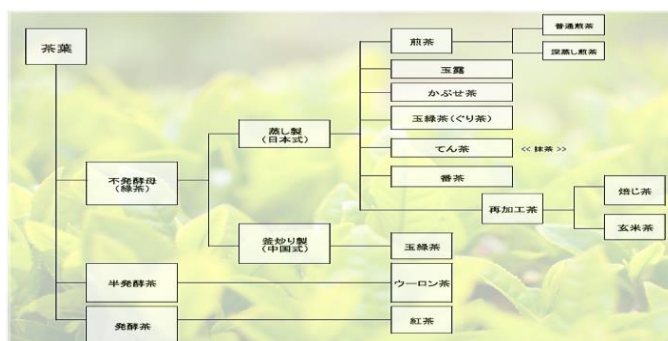 茶葉
煎茶
普通煎茶
深蒸し煎茶
玉露
かぶせ茶
玉緑茶(ぐり茶)
蒸し製
(日本式)
てん茶
<< 抹茶 >>
不発酵母
(緑茶)
番茶
再加工茶
焙じ茶
玄米茶
釜炒り製
(中国式)
玉緑茶
半発酵茶
ウーロン茶
発酵茶
紅茶